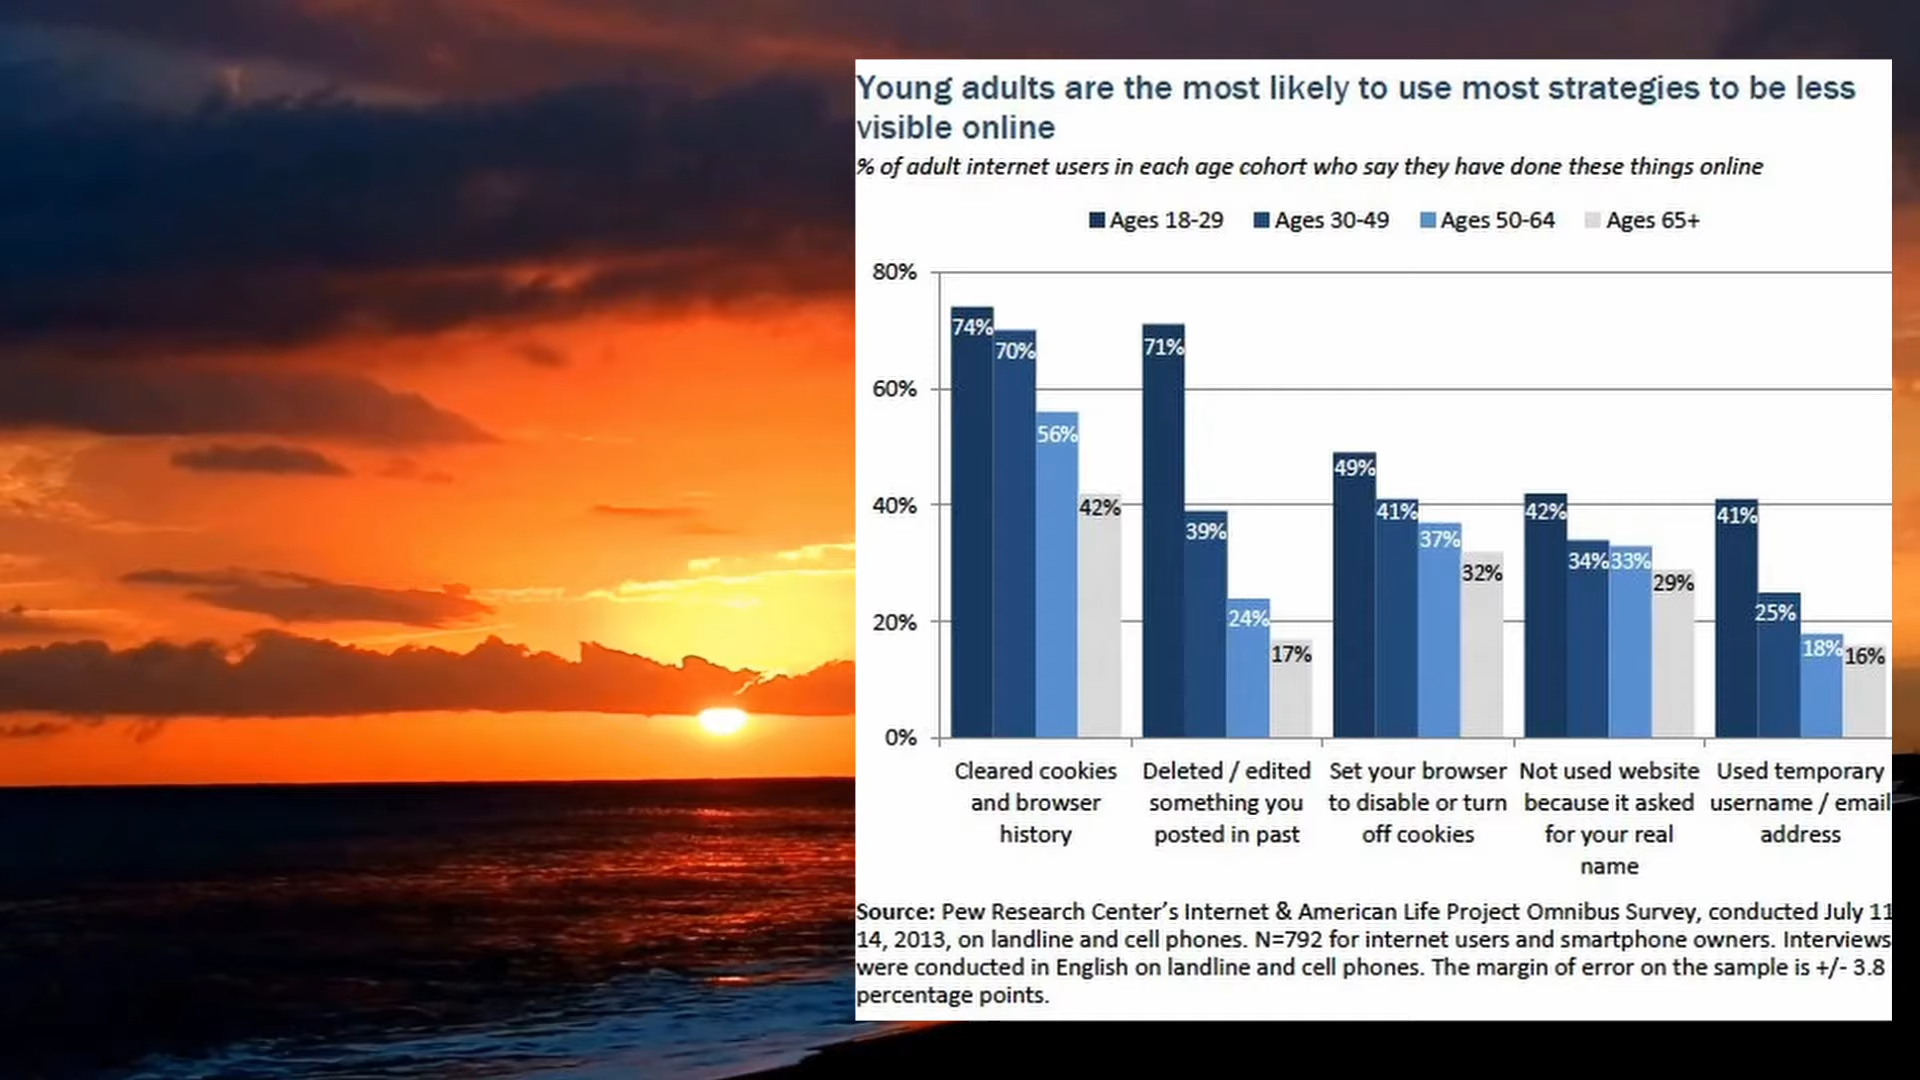 Young adults are the most likely to use most strategies to be less
visible online
% of adult internet users in each age cohort who say they have done these things online
Ages 18-29 Ages 30-49 Ages 50-64 Ages 65+
80%
60%
40%
20%
0%
74% 70% 56% 42%
71% 39% 24% 17%
49% 41% 37% 32%
42% 34% 33% 29%
41% 25% 18% 16%
Cleared cookies
and browser
history
Deleted / edited
something you
posted in past
Set your browser
to disable or turn
off cookies
Not used website
because it asked
for your real
name
Used temporary
username / email
address
Source: Pew Research Center's Internet & American Life Project Omnibus Survey, conducted July 11
14, 2013, on landline and cell phones. N=792 for internet users and smartphone owners. Interviews
were conducted in English on landline and cell phones. The margin of error on the sample is +/- 3.8
percentage points.